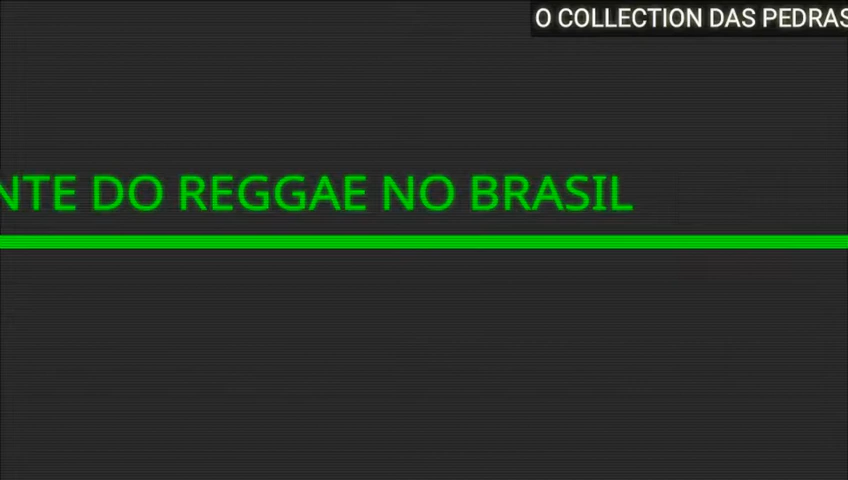 O COLLECTION DAS PEDRAS
NTE DO REGGAE NO BRASIL